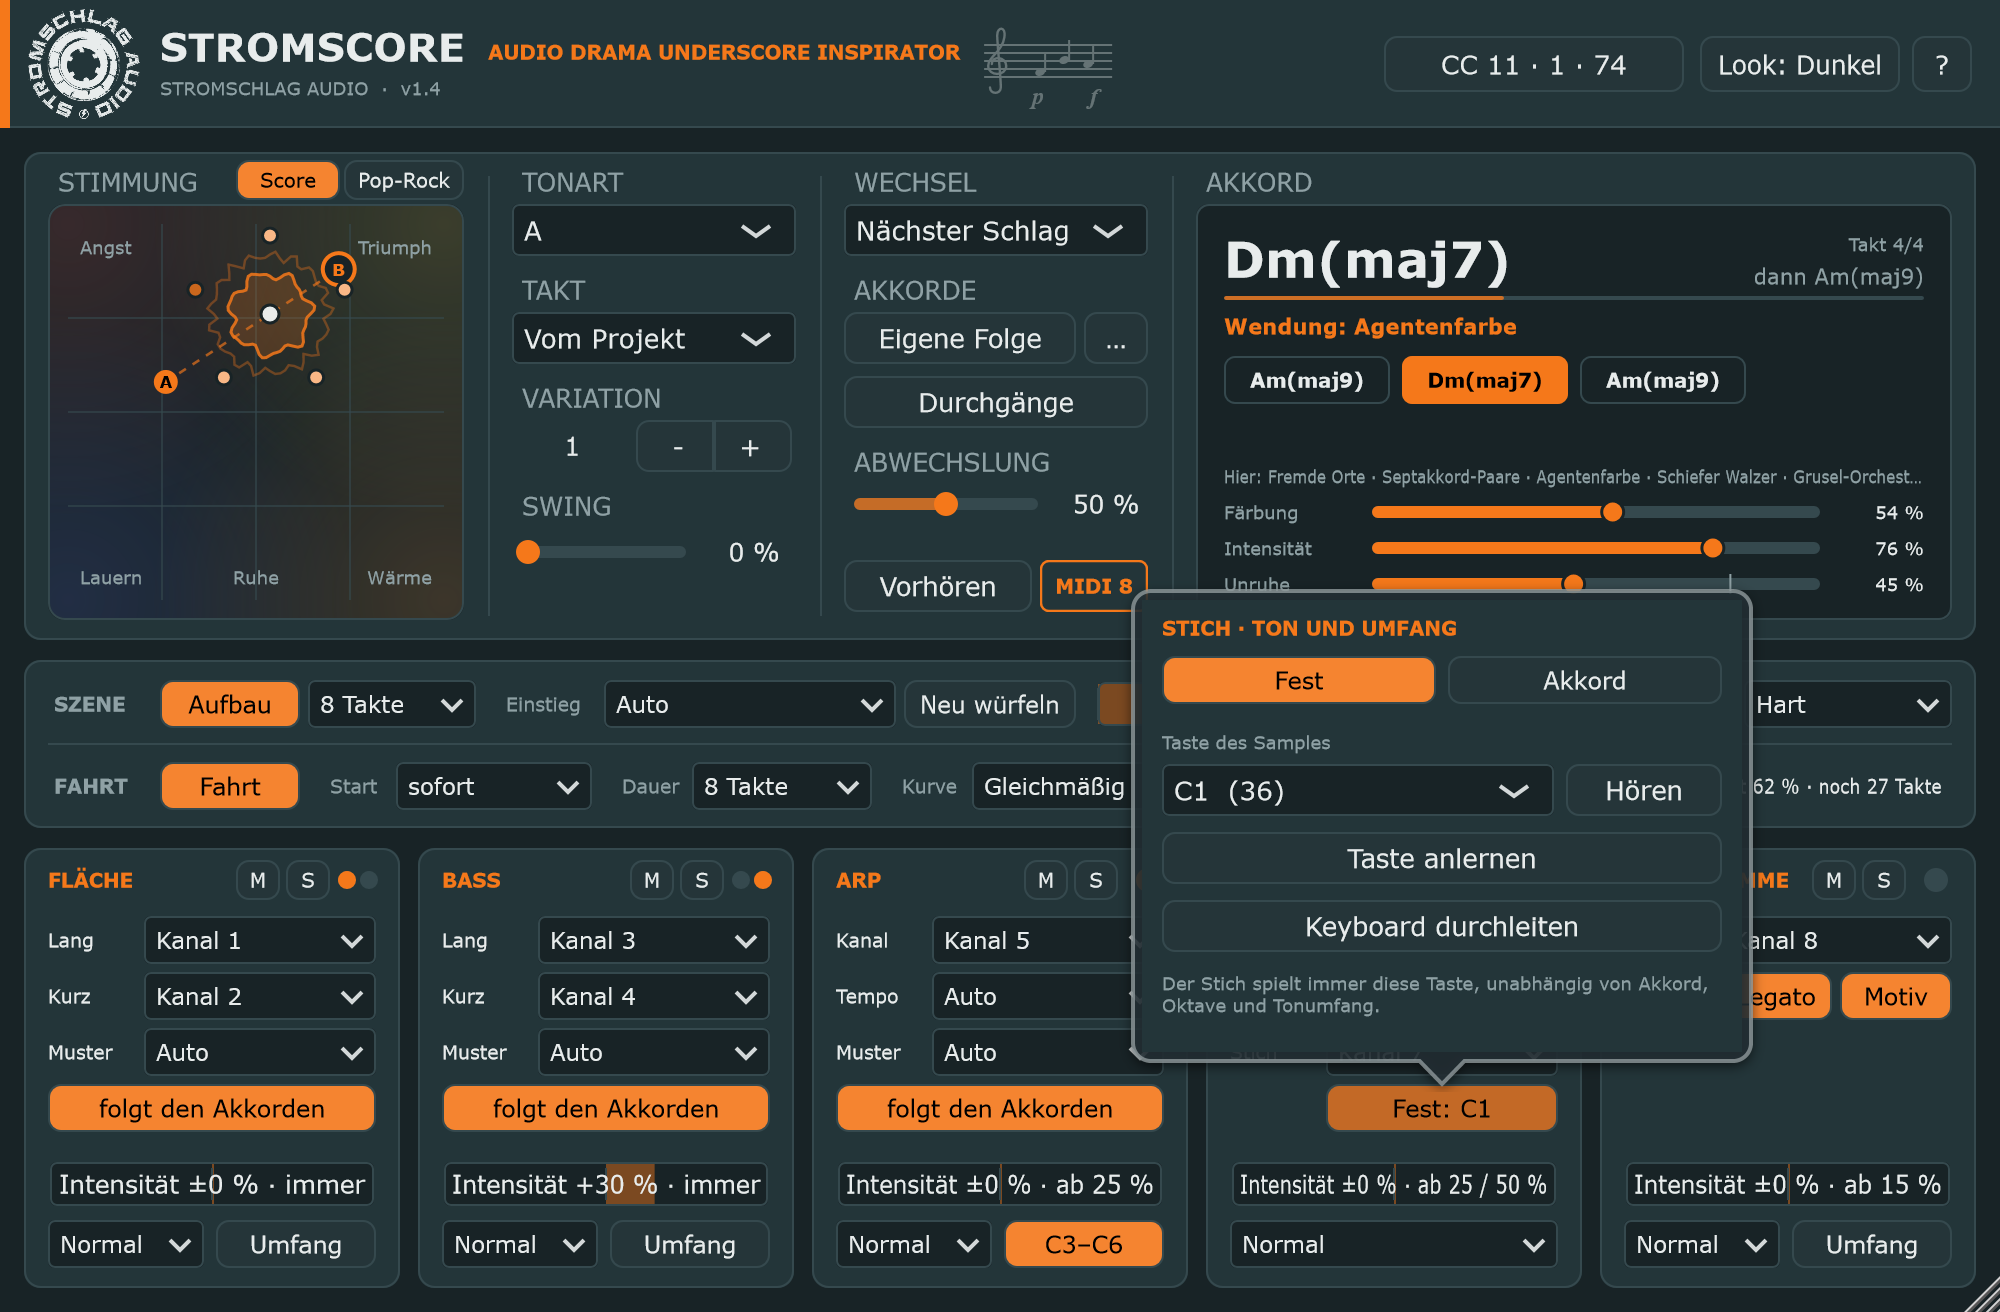 STROMSCHLAG AUDIO
STROMSCORE
AUDIO DRAMA UNDERSCORE INSPIRATOR
STROMSCHLAG AUDIO · v1.4
p f
CC 11 · 1 · 74
Look: Dunkel
?
STIMMUNG
Score
Pop-Rock
Angst
Triumph
B
A
Lauern
Ruhe
Wärme
TONART
A
TAKT
Vom Projekt
VARIATION
1
-
+
SWING
0 %
WECHSEL
Nächster Schlag
AKKORDE
Eigene Folge
...
Durchgänge
ABWECHSLUNG
50 %
Vorhören
MIDI 8
AKKORD
Dm(maj7)
Takt 4/4
dann Am(maj9)
Wendung: Agentenfarbe
Am(maj9)
Dm(maj7)
Am(maj9)
Hier: Fremde Orte · Septakkord-Paare · Agentenfarbe · Schiefer Walzer · Grusel-Orchest...
Färbung
54 %
Intensität
76 %
Unruhe
45 %
SZENE
Aufbau
8 Takte
Einstieg
Auto
Neu würfeln
Hart
FAHRT
Fahrt
Start
sofort
Dauer
8 Takte
Kurve
Gleichmäßig
62 % · noch 27 Takte
STICH · TON UND UMFANG
Fest
Akkord
Taste des Samples
C1 (36)
Hören
Taste anlernen
Keyboard durchleiten
Der Stich spielt immer diese Taste, unabhängig von Akkord,
Oktave und Tonumfang.
FLÄCHE
M
S
Lang
Kanal 1
Kurz
Kanal 2
Muster
Auto
folgt den Akkorden
Intensität ±0 % · immer
Normal
Umfang
BASS
M
S
Lang
Kanal 3
Kurz
Kanal 4
Muster
Auto
folgt den Akkorden
Intensität +30 % · immer
Normal
Umfang
ARP
M
S
Kanal
Kanal 5
Tempo
Auto
Muster
Auto
folgt den Akkorden
Intensität ±0 % · ab 25 %
Normal
C3–C6
Stich
Fest: C1
Intensität ±0 % · ab 25 / 50 %
Normal
MME
M
S
anal 8
egato
Motiv
Intensität ±0 % · ab 15 %
Normal
Umfang